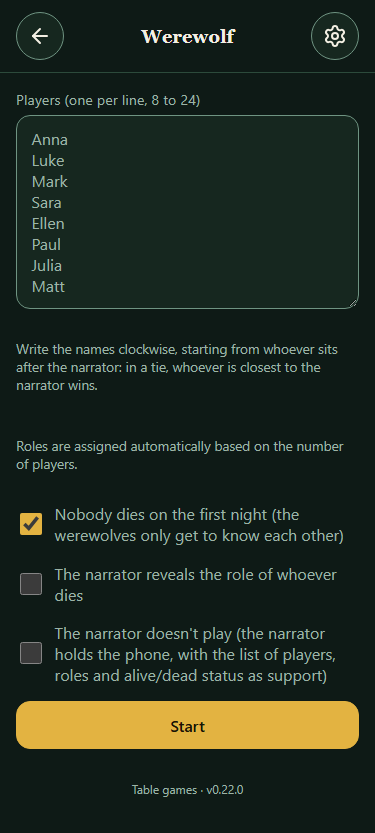 Werewolf
Players (one per line, 8 to 24)
Anna
Luke
Mark
Sara
Ellen
Paul
Julia
Matt
Write the names clockwise, starting from whoever sits
after the narrator: in a tie, whoever is closest to the
narrator wins.
Roles are assigned automatically based on the number
of players.
Nobody dies on the first night (the
werewolves only get to know each other)
The narrator reveals the role of whoever
dies
The narrator doesn't play (the narrator
holds the phone, with the list of players,
roles and alive/dead status as support)
Start
Table games · v0.22.0